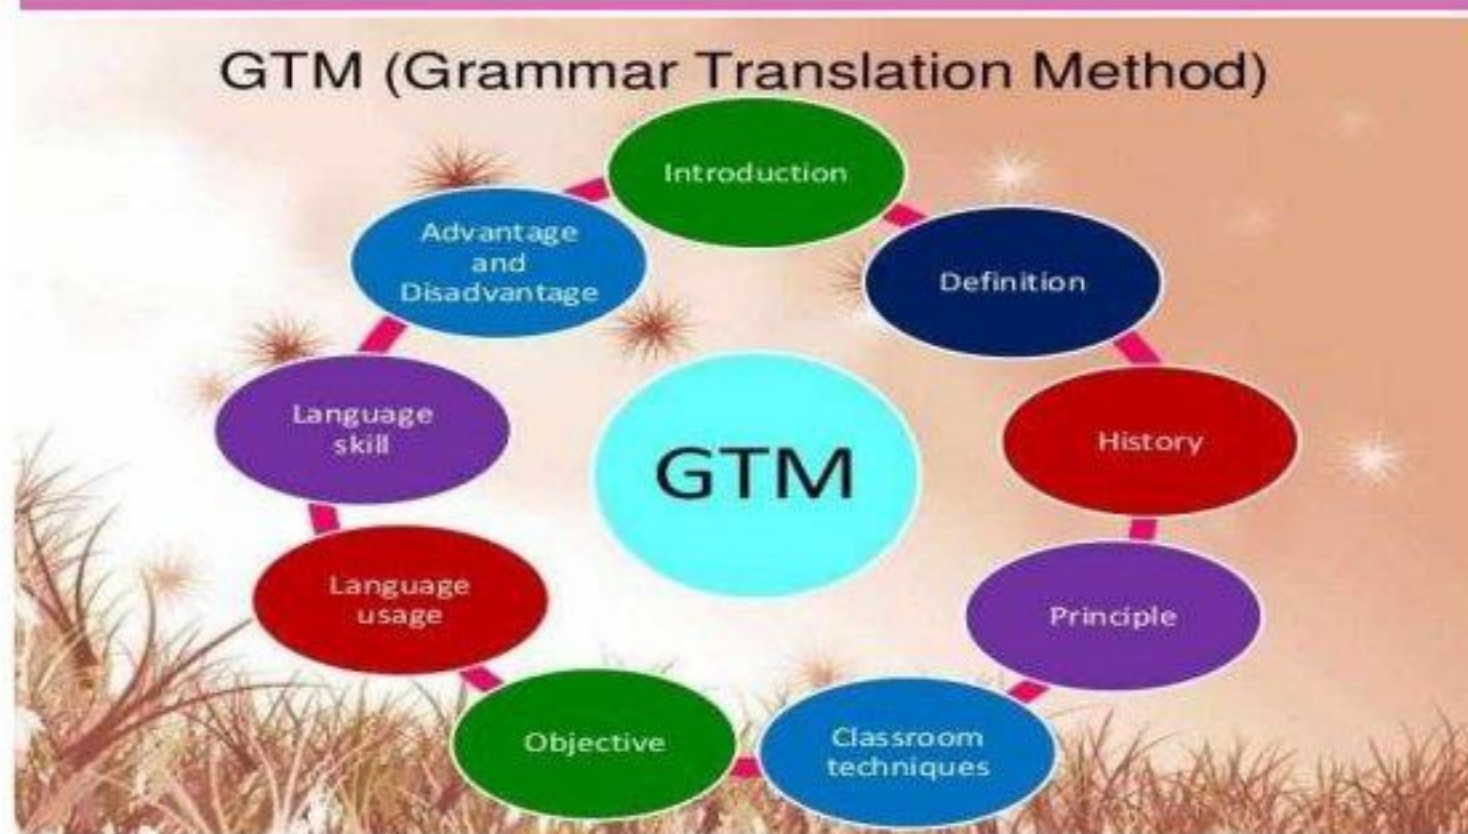 GTM (Grammar Translation Method)
Introduction
Definition
History
Principle
Classroom
techniques
Objective
Language
usage
Language
skill
Advantage
and
Disadvantage
GTM